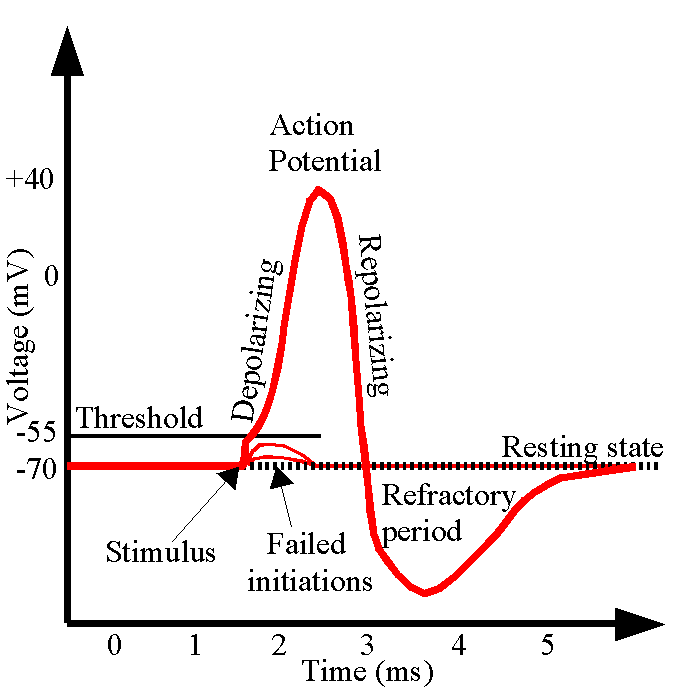 Action
Potential
+40
0
Voltage (mV)
Depolarizing
Repolarizing
Threshold
-55
-70
Resting state
Refractory
period
Stimulus
Failed
initiations
0 1 2 3 4 5
Time (ms)